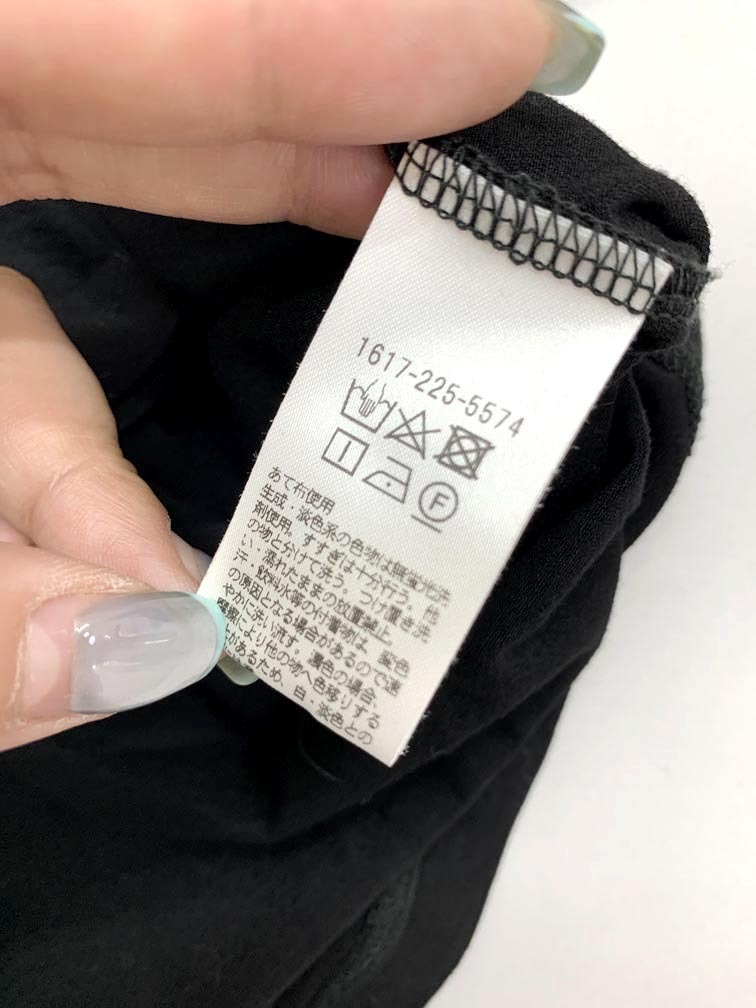 1617-225-5574
F
あて布使用
生成・淡色系の色物は無蛍光洗
剤使用。すすぎは十分行う。他
の物と分けて洗う。つけ置き洗
い・濡れたままの放置禁止。
汗・飲料水等の付着物は、変色
の原因となる場合があるので速
やかに洗い流す。濃色の場合、
摩擦により他の物へ色移りする
があるため、白・淡色との